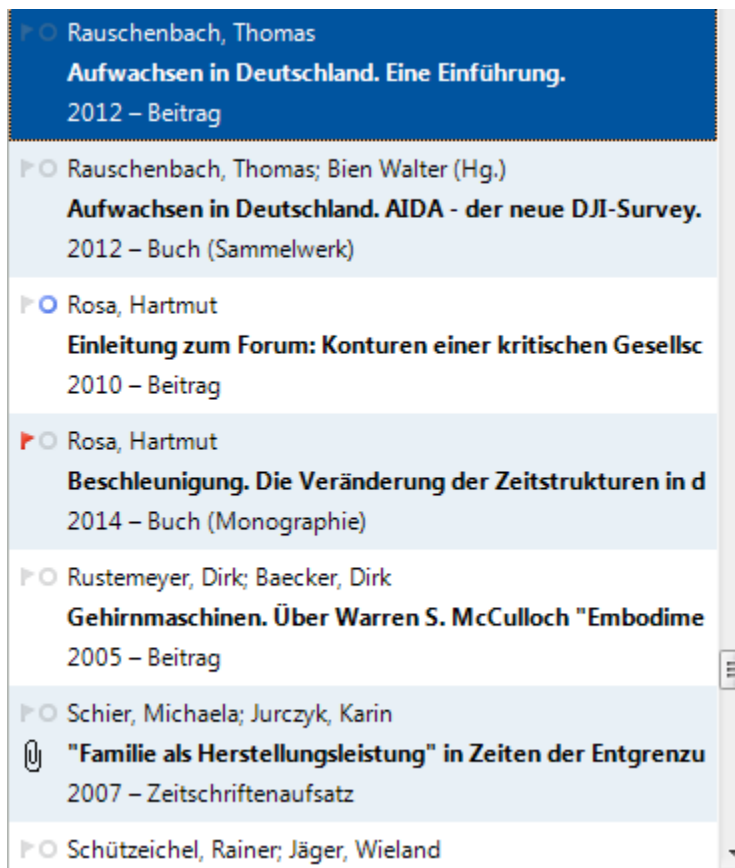 Rauschenbach, Thomas
Aufwachsen in Deutschland. Eine Einführung.
2012 – Beitrag
Rauschenbach, Thomas; Bien Walter (Hg.)
Aufwachsen in Deutschland. AIDA - der neue DJI-Survey.
2012 – Buch (Sammelwerk)
Rosa, Hartmut
Einleitung zum Forum: Konturen einer kritischen Gesellsc
2010 – Beitrag
Rosa, Hartmut
Beschleunigung. Die Veränderung der Zeitstrukturen in d
2014 – Buch (Monographie)
Rustemeyer, Dirk; Baecker, Dirk
Gehirnmaschinen. Über Warren S. McCulloch "Embodime
2005 – Beitrag
Schier, Michaela; Jurczyk, Karin
"Familie als Herstellungsleistung" in Zeiten der Entgrenzu
2007 – Zeitschriftenaufsatz
Schützeichel, Rainer; Jäger, Wieland